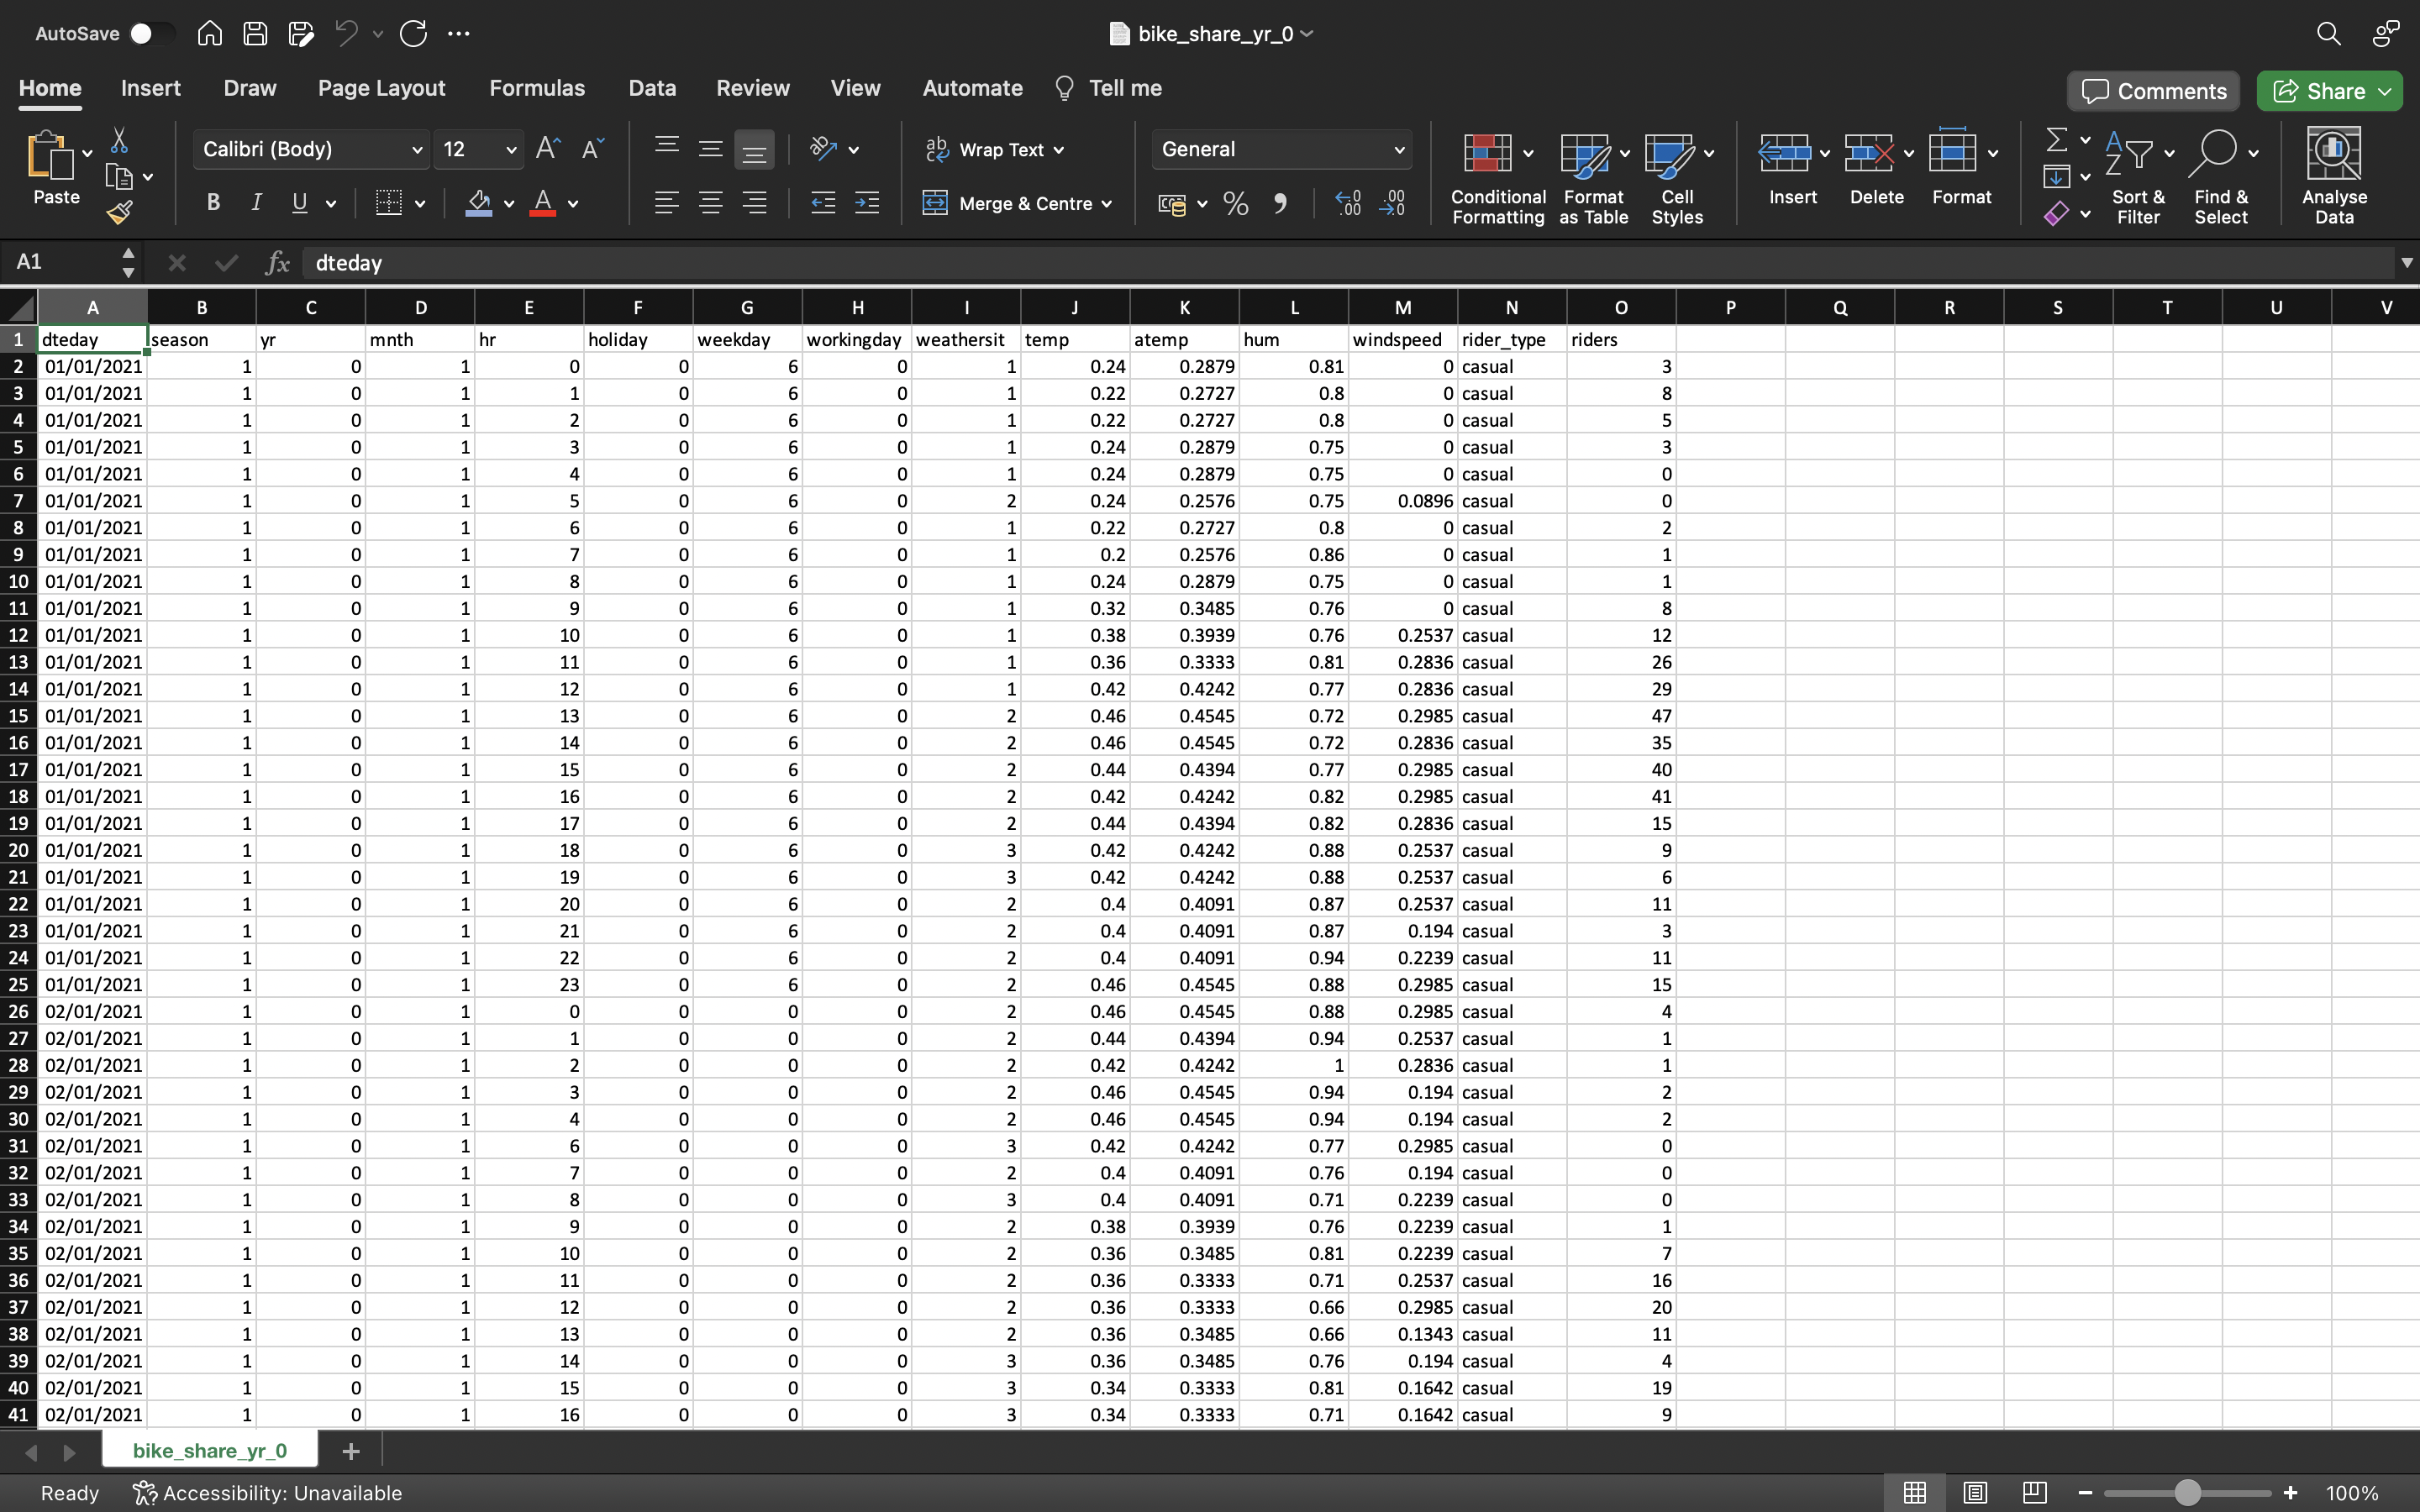 AutoSave bike_share_yr_0
Home Insert Draw Page Layout Formulas Data Review View Automate Tell me Comments Share
Calibri (Body) 12 Wrap Text General
Paste B I U Merge & Centre % Conditional Formatting Format as Table Cell Styles Insert Delete Format Sort & Filter Find & Select Analyse Data
A1 fx dteday
A B C D E F G H I J K L M N O P Q R S T U V
1 dteday season yr mnth hr holiday weekday workingday weathersit temp atemp hum windspeed rider_type riders
2 01/01/2021 1 0 1 0 0 6 0 1 0.24 0.2879 0.81 0 casual 3
3 01/01/2021 1 0 1 1 0 6 0 1 0.22 0.2727 0.8 0 casual 8
4 01/01/2021 1 0 1 2 0 6 0 1 0.22 0.2727 0.8 0 casual 5
5 01/01/2021 1 0 1 3 0 6 0 1 0.24 0.2879 0.75 0 casual 3
6 01/01/2021 1 0 1 4 0 6 0 1 0.24 0.2879 0.75 0 casual 0
7 01/01/2021 1 0 1 5 0 6 0 2 0.24 0.2576 0.75 0.0896 casual 0
8 01/01/2021 1 0 1 6 0 6 0 1 0.22 0.2727 0.8 0 casual 2
9 01/01/2021 1 0 1 7 0 6 0 1 0.2 0.2576 0.86 0 casual 1
10 01/01/2021 1 0 1 8 0 6 0 1 0.24 0.2879 0.75 0 casual 1
11 01/01/2021 1 0 1 9 0 6 0 1 0.32 0.3485 0.76 0 casual 8
12 01/01/2021 1 0 1 10 0 6 0 1 0.38 0.3939 0.76 0.2537 casual 12
13 01/01/2021 1 0 1 11 0 6 0 1 0.36 0.3333 0.81 0.2836 casual 26
14 01/01/2021 1 0 1 12 0 6 0 1 0.42 0.4242 0.77 0.2836 casual 29
15 01/01/2021 1 0 1 13 0 6 0 2 0.46 0.4545 0.72 0.2985 casual 47
16 01/01/2021 1 0 1 14 0 6 0 2 0.46 0.4545 0.72 0.2836 casual 35
17 01/01/2021 1 0 1 15 0 6 0 2 0.44 0.4394 0.77 0.2985 casual 40
18 01/01/2021 1 0 1 16 0 6 0 2 0.42 0.4242 0.82 0.2985 casual 41
19 01/01/2021 1 0 1 17 0 6 0 2 0.44 0.4394 0.82 0.2836 casual 15
20 01/01/2021 1 0 1 18 0 6 0 3 0.42 0.4242 0.88 0.2537 casual 9
21 01/01/2021 1 0 1 19 0 6 0 3 0.42 0.4242 0.88 0.2537 casual 6
22 01/01/2021 1 0 1 20 0 6 0 2 0.4 0.4091 0.87 0.2537 casual 11
23 01/01/2021 1 0 1 21 0 6 0 2 0.4 0.4091 0.87 0.194 casual 3
24 01/01/2021 1 0 1 22 0 6 0 2 0.4 0.4091 0.94 0.2239 casual 11
25 01/01/2021 1 0 1 23 0 6 0 2 0.46 0.4545 0.88 0.2985 casual 15
26 02/01/2021 1 0 1 0 0 0 0 2 0.46 0.4545 0.88 0.2985 casual 4
27 02/01/2021 1 0 1 1 0 0 0 2 0.44 0.4394 0.94 0.2537 casual 1
28 02/01/2021 1 0 1 2 0 0 0 2 0.42 0.4242 1 0.2836 casual 1
29 02/01/2021 1 0 1 3 0 0 0 2 0.46 0.4545 0.94 0.194 casual 2
30 02/01/2021 1 0 1 4 0 0 0 2 0.46 0.4545 0.94 0.194 casual 2
31 02/01/2021 1 0 1 6 0 0 0 3 0.42 0.4242 0.77 0.2985 casual 0
32 02/01/2021 1 0 1 7 0 0 0 2 0.4 0.4091 0.76 0.194 casual 0
33 02/01/2021 1 0 1 8 0 0 0 3 0.4 0.4091 0.71 0.2239 casual 0
34 02/01/2021 1 0 1 9 0 0 0 2 0.38 0.3939 0.76 0.2239 casual 1
35 02/01/2021 1 0 1 10 0 0 0 2 0.36 0.3485 0.81 0.2239 casual 7
36 02/01/2021 1 0 1 11 0 0 0 2 0.36 0.3333 0.71 0.2537 casual 16
37 02/01/2021 1 0 1 12 0 0 0 2 0.36 0.3333 0.66 0.2985 casual 20
38 02/01/2021 1 0 1 13 0 0 0 2 0.36 0.3485 0.66 0.1343 casual 11
39 02/01/2021 1 0 1 14 0 0 0 3 0.36 0.3485 0.76 0.194 casual 4
40 02/01/2021 1 0 1 15 0 0 0 3 0.34 0.3333 0.81 0.1642 casual 19
41 02/01/2021 1 0 1 16 0 0 0 3 0.34 0.3333 0.71 0.1642 casual 9
bike_share_yr_0 +
Ready Accessibility: Unavailable 100%